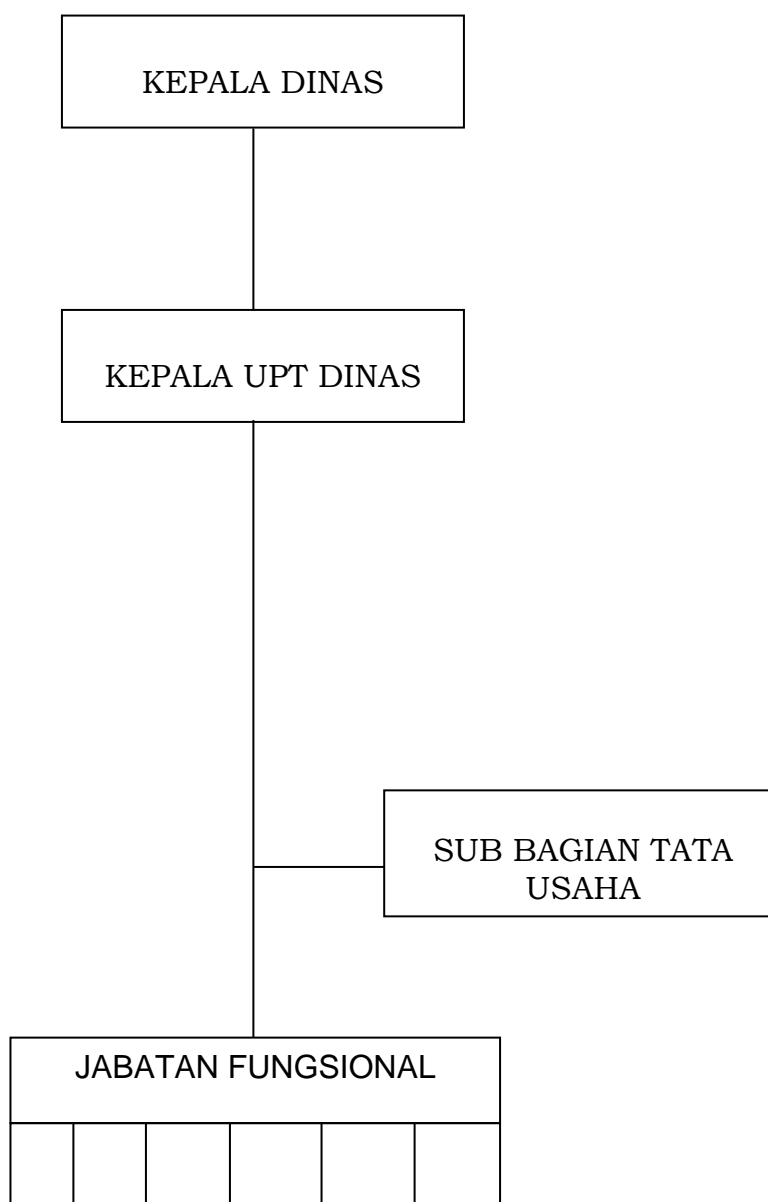 KEPALA DINAS
KEPALA UPT DINAS
SUB BAGIAN TATA
USAHA
JABATAN FUNGSIONAL